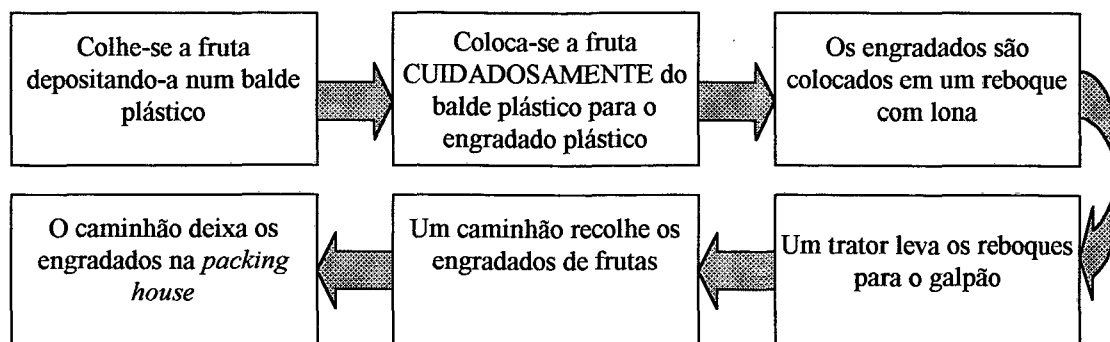 Colhe-se a fruta
depositando-a num balde
plástico
Coloca-se a fruta
CUIDADOSAMENTE do
balde plástico para o
engradado plástico
Os engradados são
colocados em um reboque
com lona
Um trator leva os reboques
para o galpão
Um caminhão recolhe os
engradados de frutas
O caminhão deixa os
engradados na packing
house